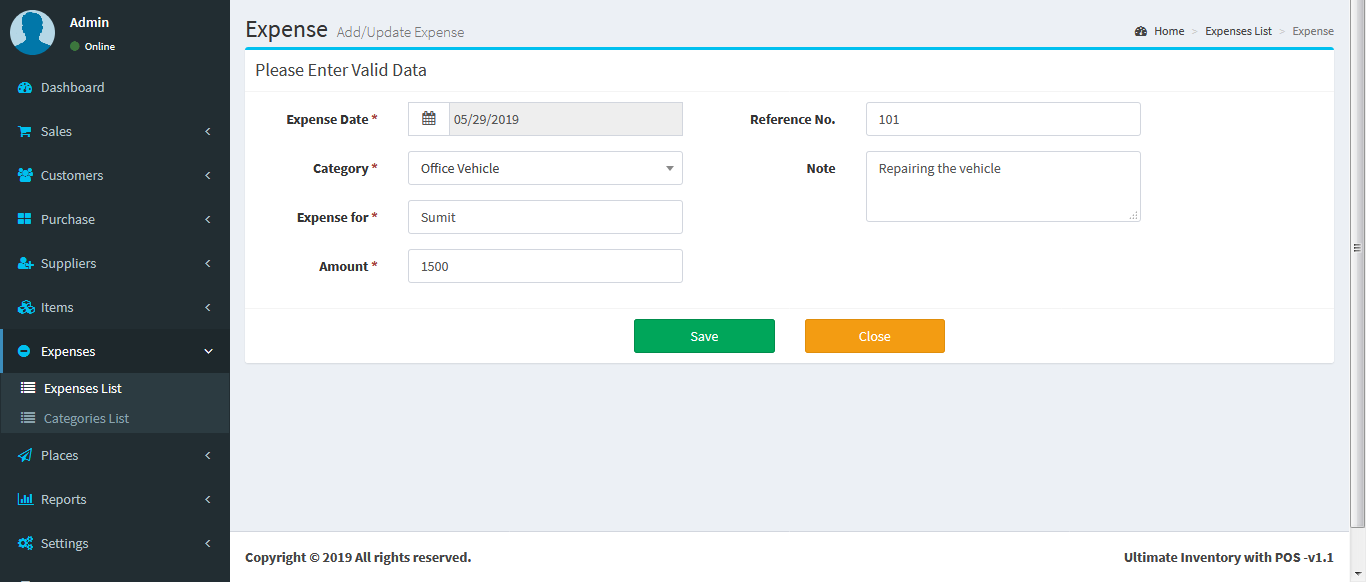 Admin
Online
Dashboard
Sales
Customers
Purchase
Suppliers
Items
Expenses
Expenses List
Categories List
Places
Reports
Settings
Expense Add/Update Expense
Home > Expenses List > Expense
Please Enter Valid Data
Expense Date * 05/29/2019
Category * Office Vehicle
Expense for * Sumit
Amount * 1500
Reference No. 101
Note Repairing the vehicle
Save Close
Copyright © 2019 All rights reserved. Ultimate Inventory with POS -v1.1